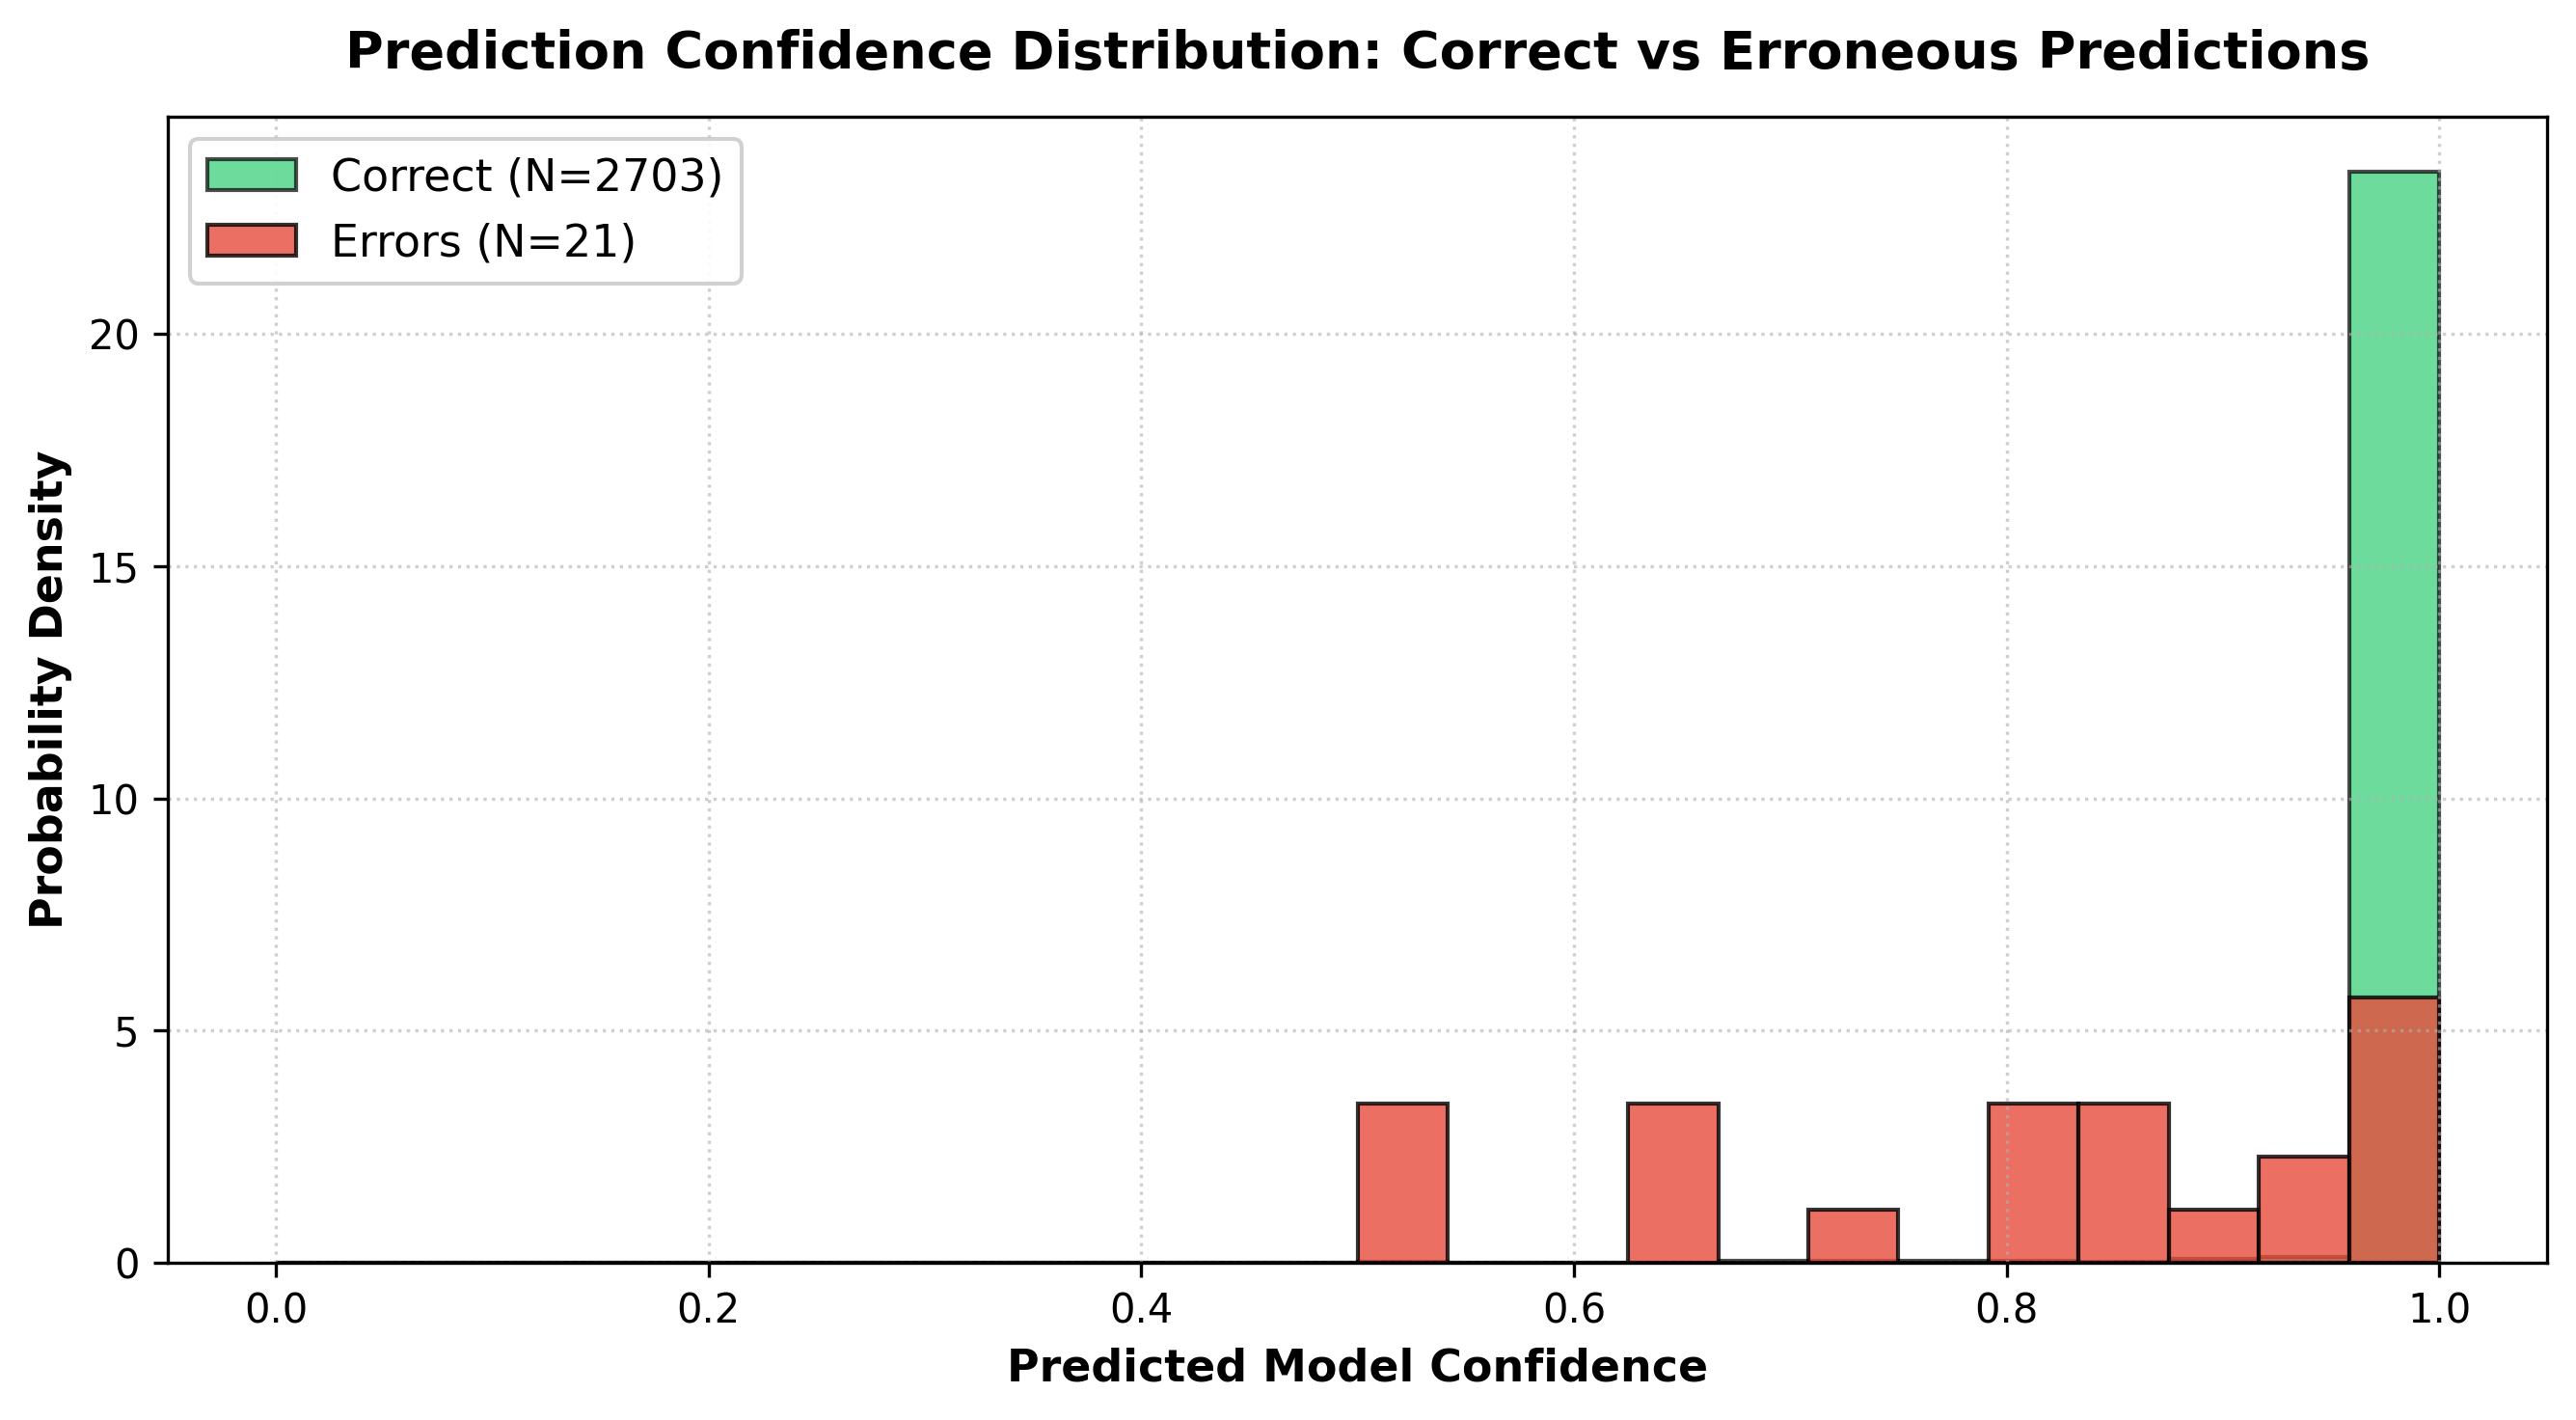 Prediction Confidence Distribution: Correct vs Erroneous Predictions
Correct (N=2703)
Errors (N=21)
Probability Density
20
15
10
5
0
0.0
0.2
0.4
0.6
0.8
1.0
Predicted Model Confidence